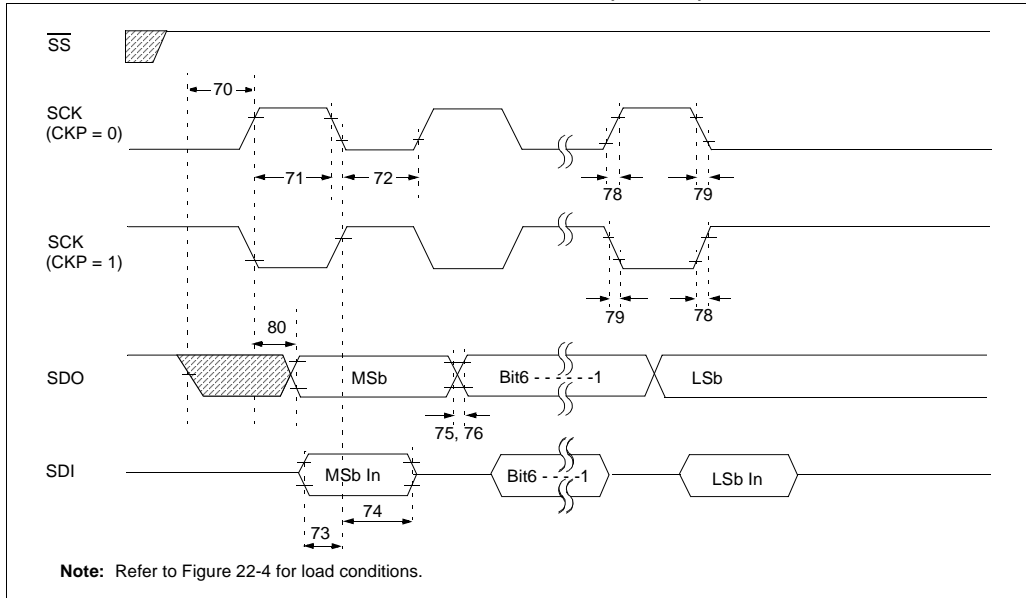 SS
70
SCK
(CKP = 0)
71
72
78
79
SCK
(CKP = 1)
79
78
80
SDO
MSb
Bit6 - - - - - -1
LSb
75, 76
SDI
MSb In
Bit6 - - - -1
LSb In
74
73
Note: Refer to Figure 22-4 for load conditions.